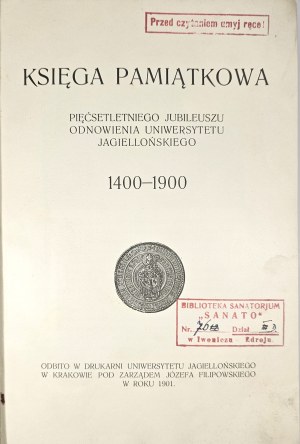 Przed czytaniem umyj ręce!
KSIĘGA PAMIĄTKOWA
PIĘĆSETLETNIEGO JUBILEUSZU
ODNOWIENIA UNIWERSYTETU
JAGIELLOŃSKIEGO
1400—1900
BIBLIOTEKA SANATORJUM
„SANATO"
Nr. Dział
w Iwoniczu Zdroju.
ODBITO W DRUKARNI UNIWERSYTETU JAGIELLOŃSKIEGO
W KRAKOWIE POD ZARZĄDEM JÓZEFA FILIPOWSKIEGO
W ROKU 1901.